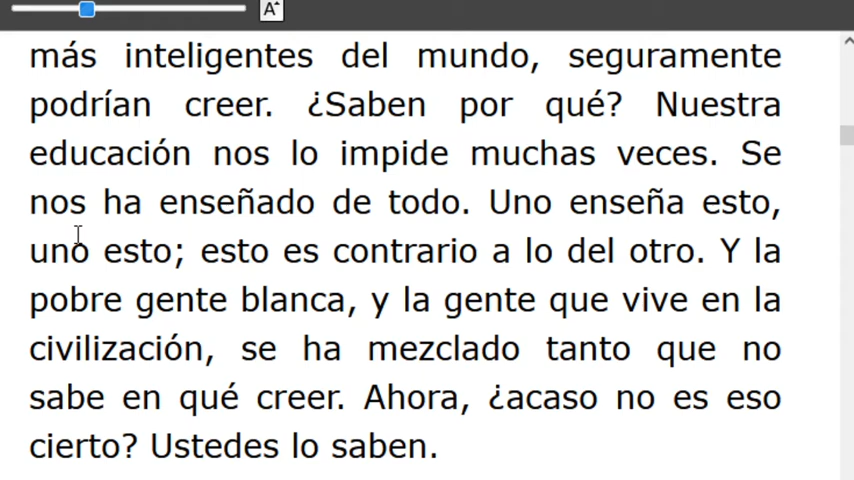 A
más inteligentes del mundo, seguramente
podrían creer. ¿Saben por qué? Nuestra
educación nos lo impide muchas veces. Se
nos ha enseñado de todo. Uno enseña esto,
uno esto; esto es contrario a lo del otro. Y la
pobre gente blanca, y la gente que vive en la
civilización, se ha mezclado tanto que no
sabe en qué creer. Ahora, ¿acaso no es eso
cierto? Ustedes lo saben.